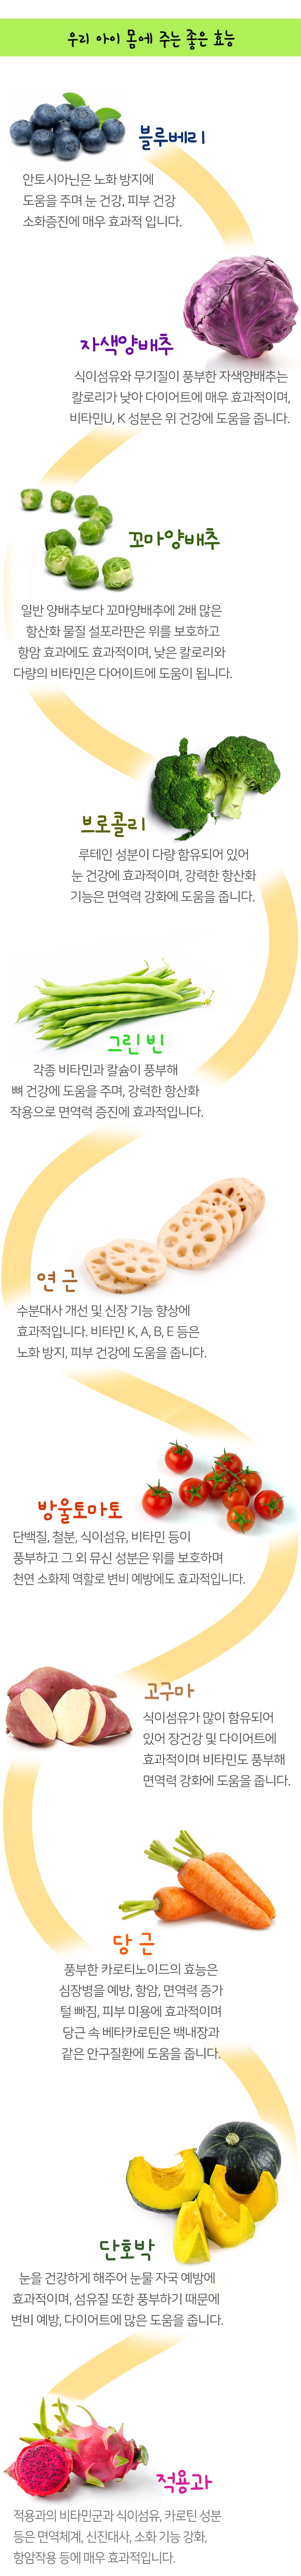 우리 아이 몸에 주는 좋은 효능
블루베리
안토시아닌은 노화 방지에
도움을 주며 눈 건강, 피부 건강
소화증진에 매우 효과적 입니다.
자색양배추
식이섬유와 무기질이 풍부한 자색양배추는
칼로리가 낮아 다이어트에 매우 효과적이며,
비타민U, K 성분은 위 건강에 도움을 줍니다.
꼬마양배추
일반 양배추보다 꼬마양배추에 2배 많은
항산화 물질 설포라판은 위를 보호하고
항암 효과에도 효과적이며, 낮은 칼로리와
다량의 비타민은 다어이트에 도움이 됩니다.
브로콜리
루테인 성분이 다량 함유되어 있어
눈 건강에 효과적이며, 강력한 항산화
기능은 면역력 강화에 도움을 줍니다.
그린 빈
각종 비타민과 칼슘이 풍부해
뼈 건강에 도움을 주며, 강력한 항산화
작용으로 면역력 증진에 효과적입니다.
연 근
수분대사 개선 및 신장 기능 향상에
효과적입니다. 비타민 K, A, B, E 등은
노화 방지, 피부 건강에 도움을 줍니다.
방울토마토
단백질, 철분, 식이섬유, 비타민 등이
풍부하고 그 외 뮤신 성분은 위를 보호하며
천연 소화제 역할로 변비 예방에도 효과적입니다.
고구마
식이섬유가 많이 함유되어
있어 장건강 및 다이어트에
효과적이며 비타민도 풍부해
면역력 강화에 도움을 줍니다.
당 근
풍부한 카로티노이드의 효능은
심장병을 예방, 항암, 면역력 증가
털 빠짐, 피부 미용에 효과적이며
당근 속 베타카로틴은 백내장과
같은 안구질환에 도움을 줍니다.
단호박
눈을 건강하게 해주어 눈물 자국 예방에
효과적이며, 섬유질 또한 풍부하기 때문에
변비 예방, 다이어트에 많은 도움을 줍니다.
적용과
적용과의 비타민군과 식이섬유, 카로틴 성분
등은 면역체계, 신진대사, 소화 기능 강화,
항암작용 등에 매우 효과적입니다.